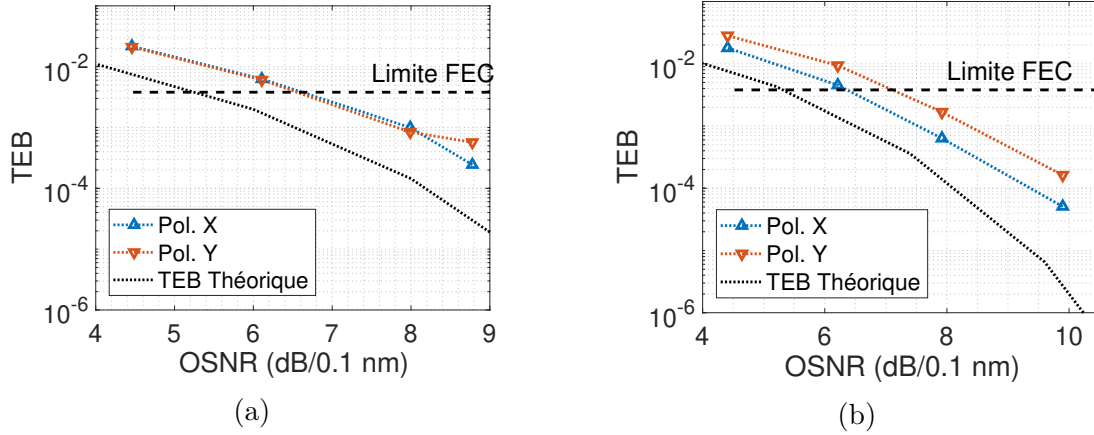 TEB
10^-2
10^-4
10^-6
Limite FEC
Pol. X
Pol. Y
TEB Théorique
4 5 6 7 8 9
OSNR (dB/0.1 nm)
(a)
TEB
10^-2
10^-4
10^-6
Limite FEC
Pol. X
Pol. Y
TEB Théorique
4 6 8 10
OSNR (dB/0.1 nm)
(b)